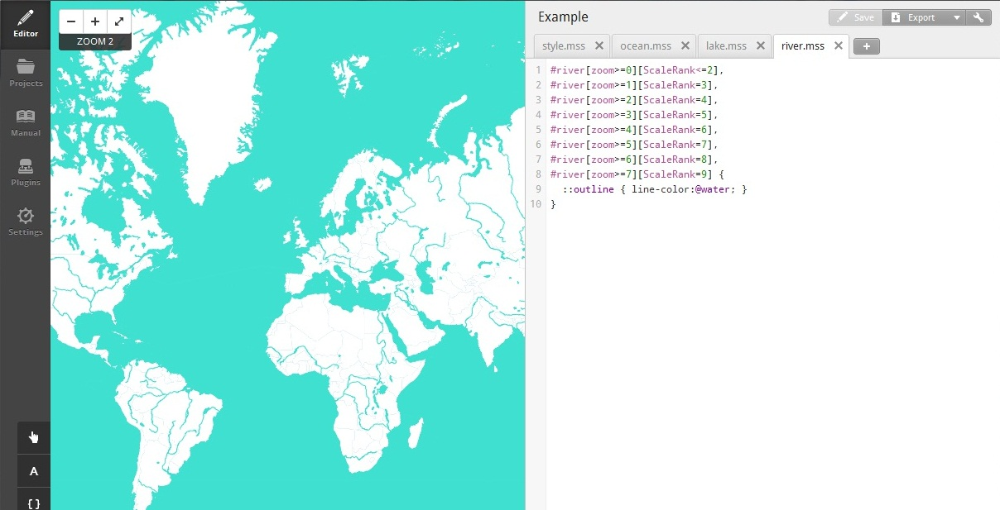 Editor
Projects
Manual
Plugins
Settings
A
{}
− +
ZOOM 2
Example
Save Export
style.mss ✕ ocean.mss ✕ lake.mss ✕ river.mss ✕ +
1 #river[zoom>=0][ScaleRank<=2],
2 #river[zoom>=1][ScaleRank=3],
3 #river[zoom>=2][ScaleRank=4],
4 #river[zoom>=3][ScaleRank=5],
5 #river[zoom>=4][ScaleRank=6],
6 #river[zoom>=5][ScaleRank=7],
7 #river[zoom>=6][ScaleRank=8],
8 #river[zoom>=7][ScaleRank=9] {
9   ::outline { line-color:@water; }
10 }